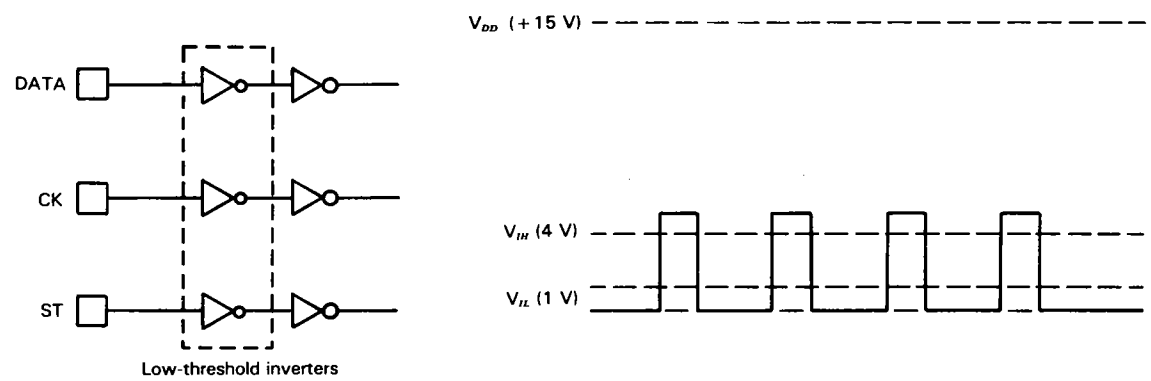 DATA
CK
ST
Low-threshold inverters
V_DD (+15 V)
V_IH (4 V)
V_IL (1 V)